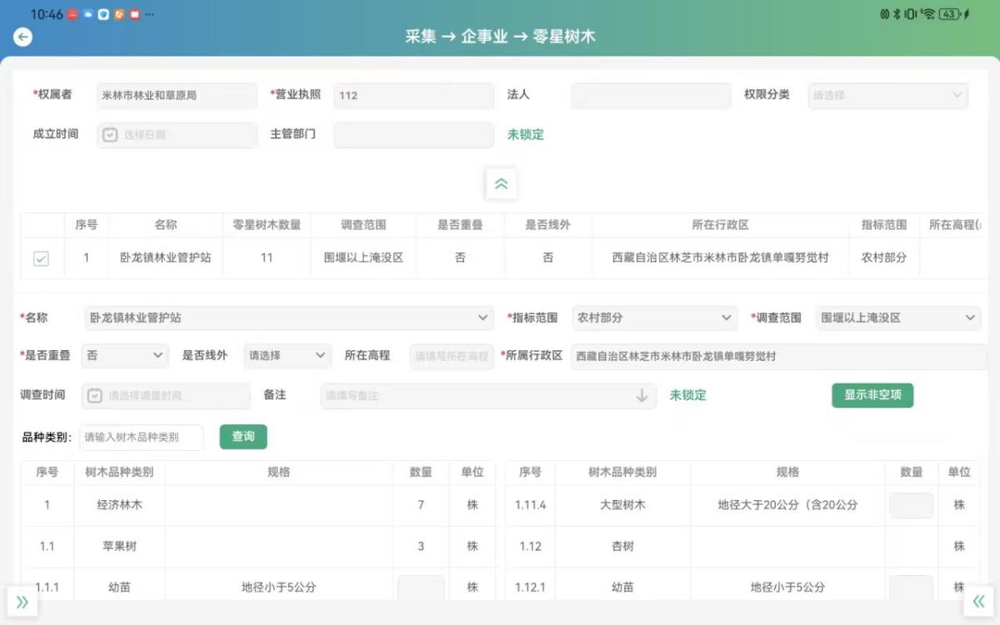 10:46 ··· 43
采集 → 企事业 → 零星树木
*权属者 米林市林业和草原局 *营业执照 112 法人 权限分类 请选择
成立时间 选择日期 主管部门 未锁定
序号 名称 零星树木数量 调查范围 是否重叠 是否线外 所在行政区 指标范围 所在高程(
1 卧龙镇林业管护站 11 围堰以上淹没区 否 否 西藏自治区林芝市米林市卧龙镇单嘎努觉村 农村部分
*名称 卧龙镇林业管护站 *指标范围 农村部分 *调查范围 围堰以上淹没区
*是否重叠 否 是否线外 请选择 所在高程 请填写所在高程 *所属行政区 西藏自治区林芝市米林市卧龙镇单嘎努觉村
调查时间 请选择调查时间 备注 请填写备注 未锁定 显示非空项
品种类别: 请输入树木品种类别 查询
序号 树木品种类别 规格 数量 单位 序号 树木品种类别 规格 数量 单位
1 经济林木 7 株 1.11.4 大型树木 地径大于20公分（含20公分 株
1.1 苹果树 3 株 1.12 杏树 株
1.1.1 幼苗 地径小于5公分 株 1.12.1 幼苗 地径小于5公分 株